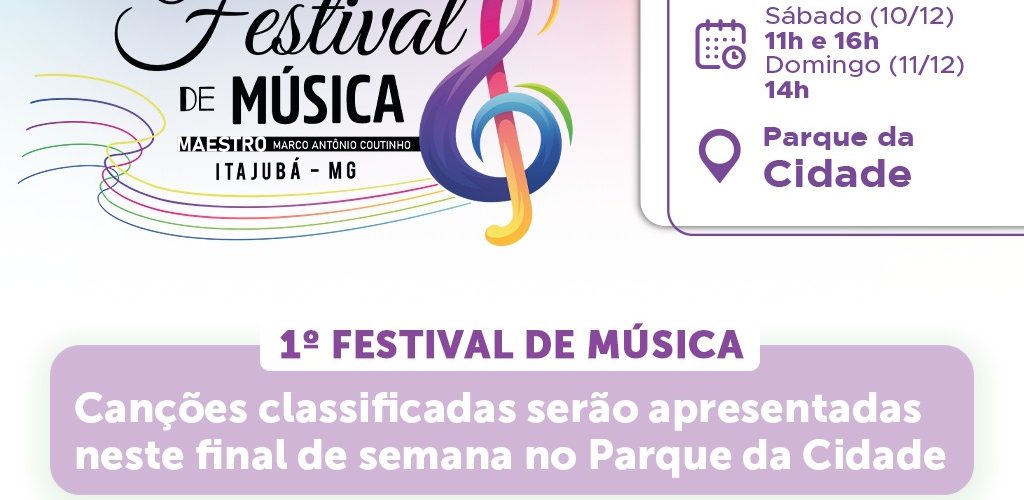 Festival
DE MÚSICA
MAESTRO MARCO ANTÔNIO COUTINHO
ITAJUBÁ - MG
Sábado (10/12)
11h e 16h
Domingo (11/12)
14h
Parque da
Cidade
1º FESTIVAL DE MÚSICA
Canções classificadas serão apresentadas
neste final de semana no Parque da Cidade